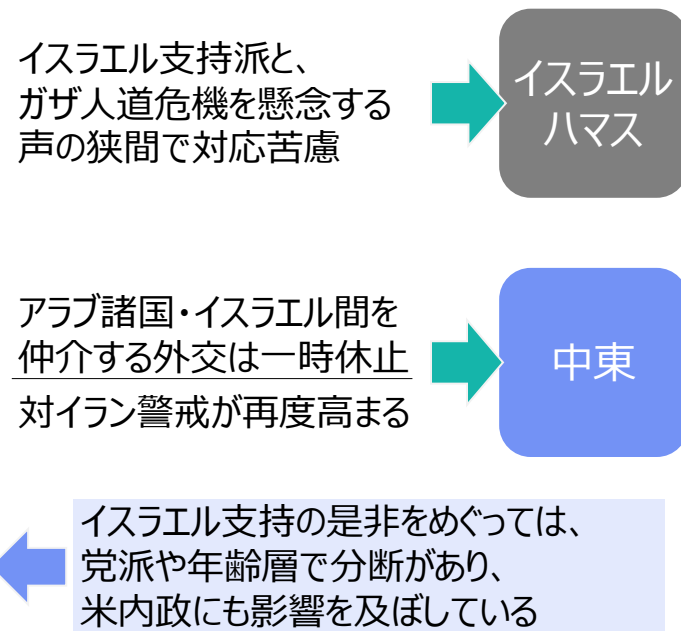 イスラエル支持派と、
ガザ人道危機を懸念する
声の狭間で対応苦慮
イスラエル
ハマス
アラブ諸国・イスラエル間を
仲介する外交は一時休止
対イラン警戒が再度高まる
中東
イスラエル支持の是非をめぐっては、
党派や年齢層で分断があり、
米内政にも影響を及ぼしている